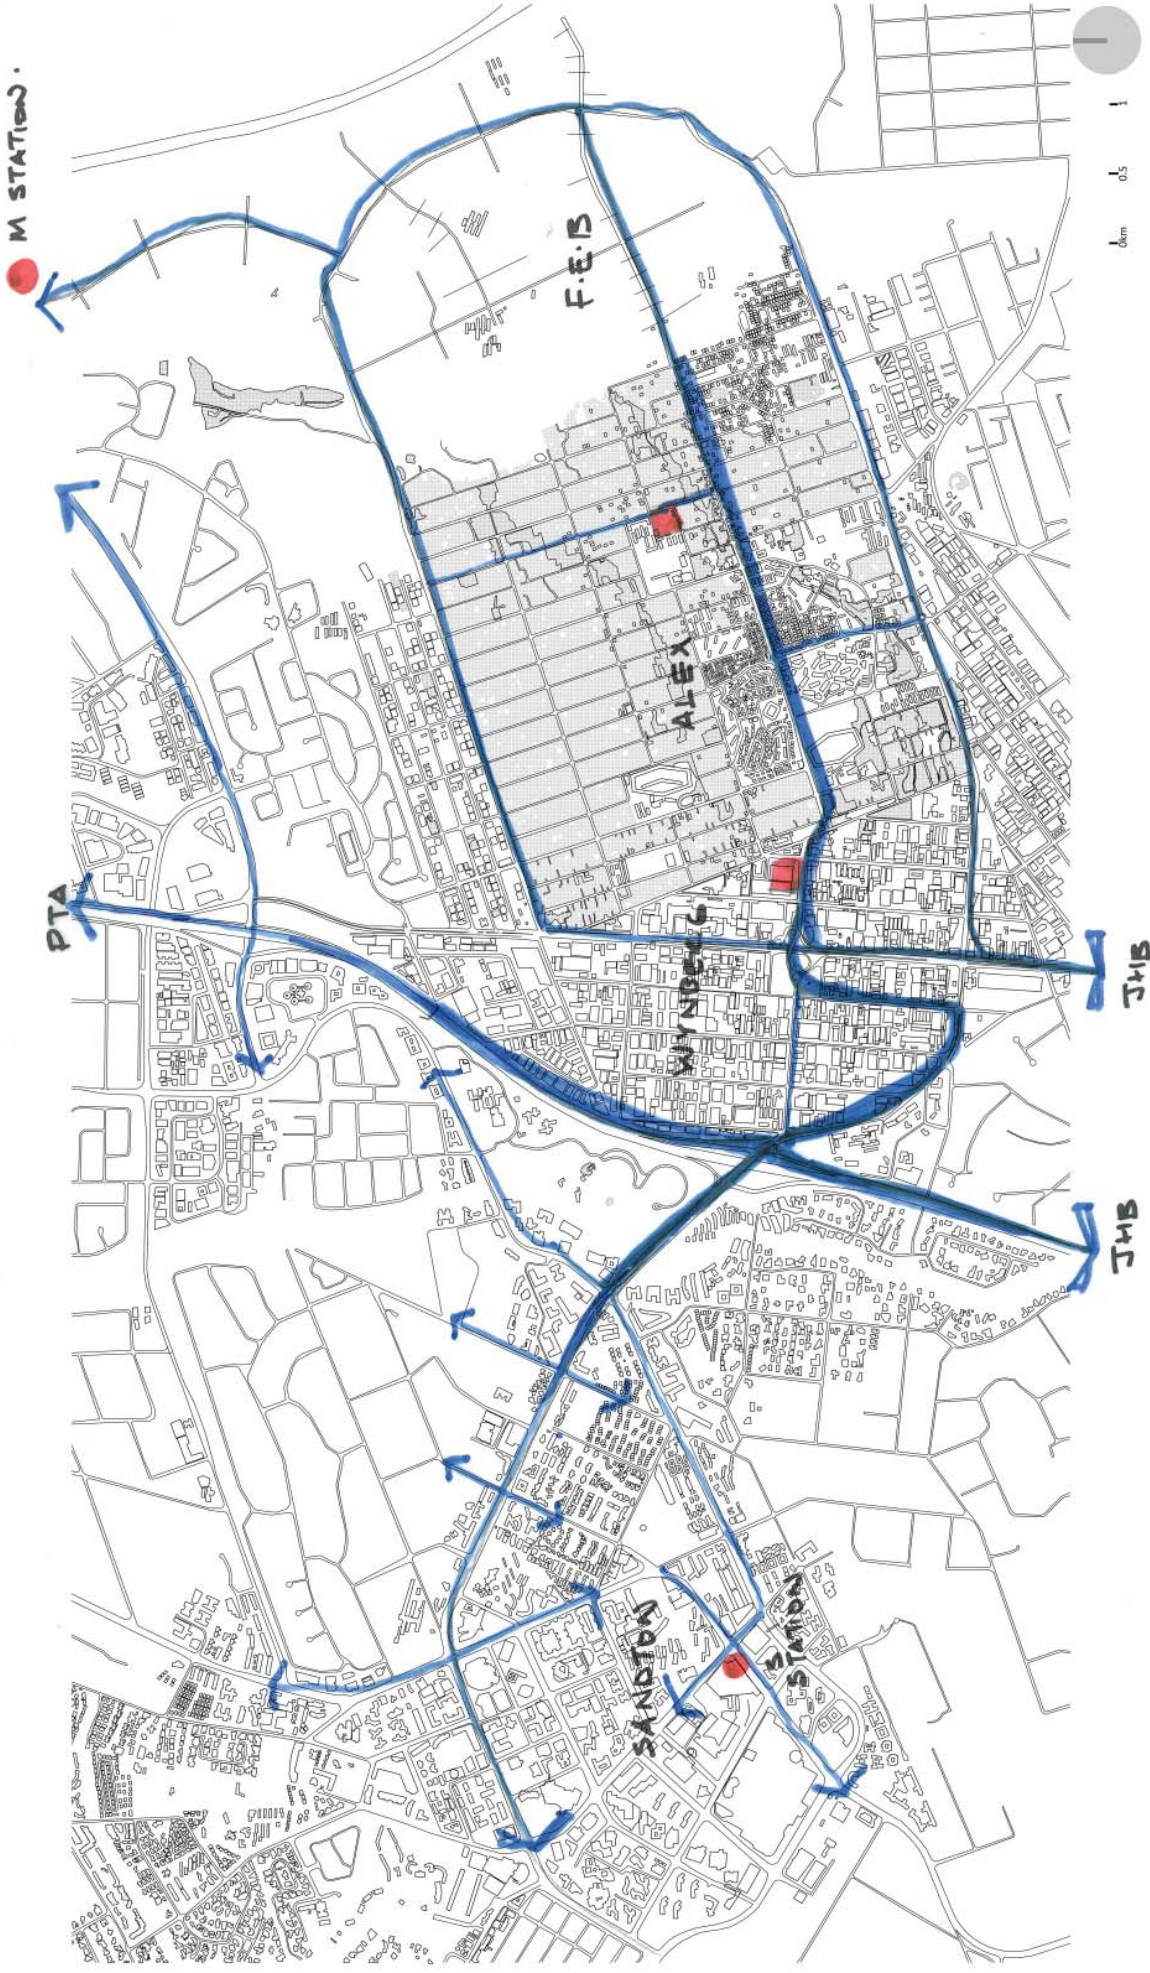 M STATION.
PTA
F.E.B
ALEX
WYNBERG
SANDTON
B
STATION
JHB
JHB
0km
0.5
1